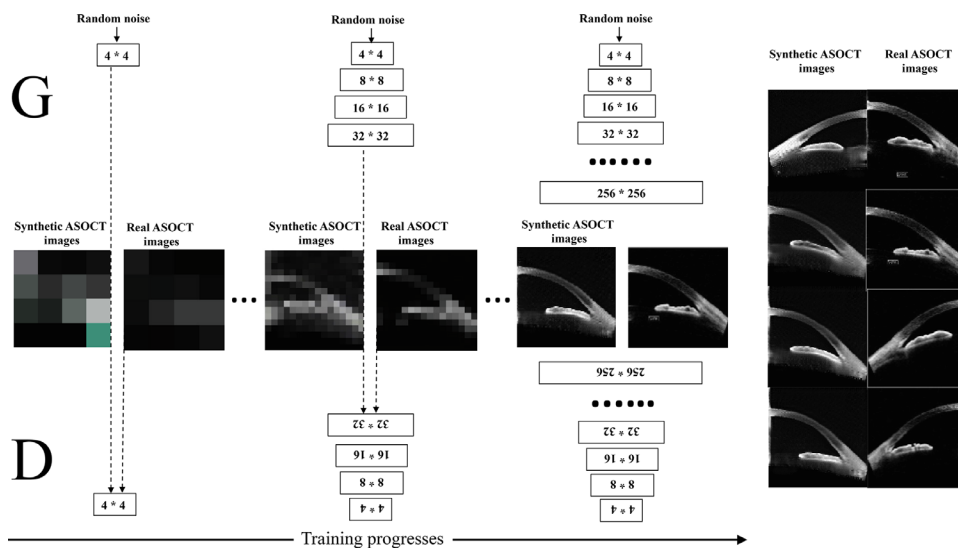 Random noise
Random noise
Random noise
4 * 4
4 * 4
4 * 4
8 * 8
8 * 8
16 * 16
16 * 16
32 * 32
32 * 32
256 * 256
G
Synthetic ASOCT
images
Real ASOCT
images
Synthetic ASOCT
images
Real ASOCT
images
Synthetic ASOCT
images
256 * 256
32 * 32
32 * 32
16 * 16
16 * 16
8 * 8
8 * 8
4 * 4
4 * 4
4 * 4
D
Training progresses
Synthetic ASOCT
images
Real ASOCT
images